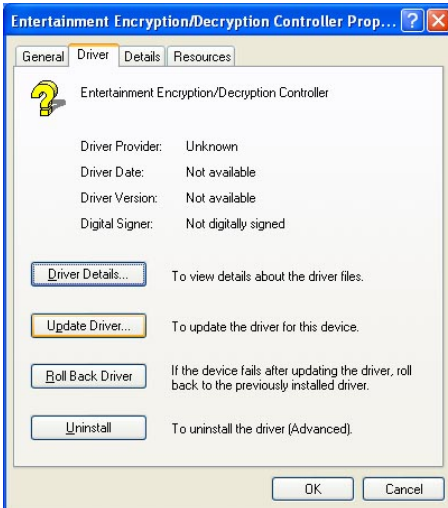 Entertainment Encryption/Decryption Controller Prop...
General Driver Details Resources
Entertainment Encryption/Decryption Controller
Driver Provider: Unknown
Driver Date: Not available
Driver Version: Not available
Digital Signer: Not digitally signed
Driver Details... To view details about the driver files.
Update Driver... To update the driver for this device.
Roll Back Driver If the device fails after updating the driver, roll
back to the previously installed driver.
Uninstall To uninstall the driver (Advanced).
OK Cancel